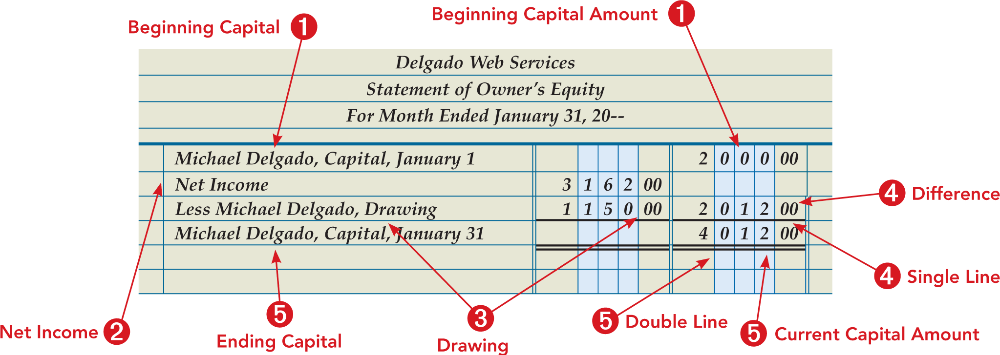 Beginning Capital 1
Beginning Capital Amount 1
Delgado Web Services
Statement of Owner's Equity
For Month Ended January 31, 20--
Michael Delgado, Capital, January 1 2 0 0 0 00
Net Income 3 1 6 2 00
Less Michael Delgado, Drawing 1 1 5 0 00 2 0 1 2 00
Michael Delgado, Capital, January 31 4 0 1 2 00
4 Difference
4 Single Line
Net Income 2
5
Ending Capital
3
Drawing
5 Double Line
5 Current Capital Amount